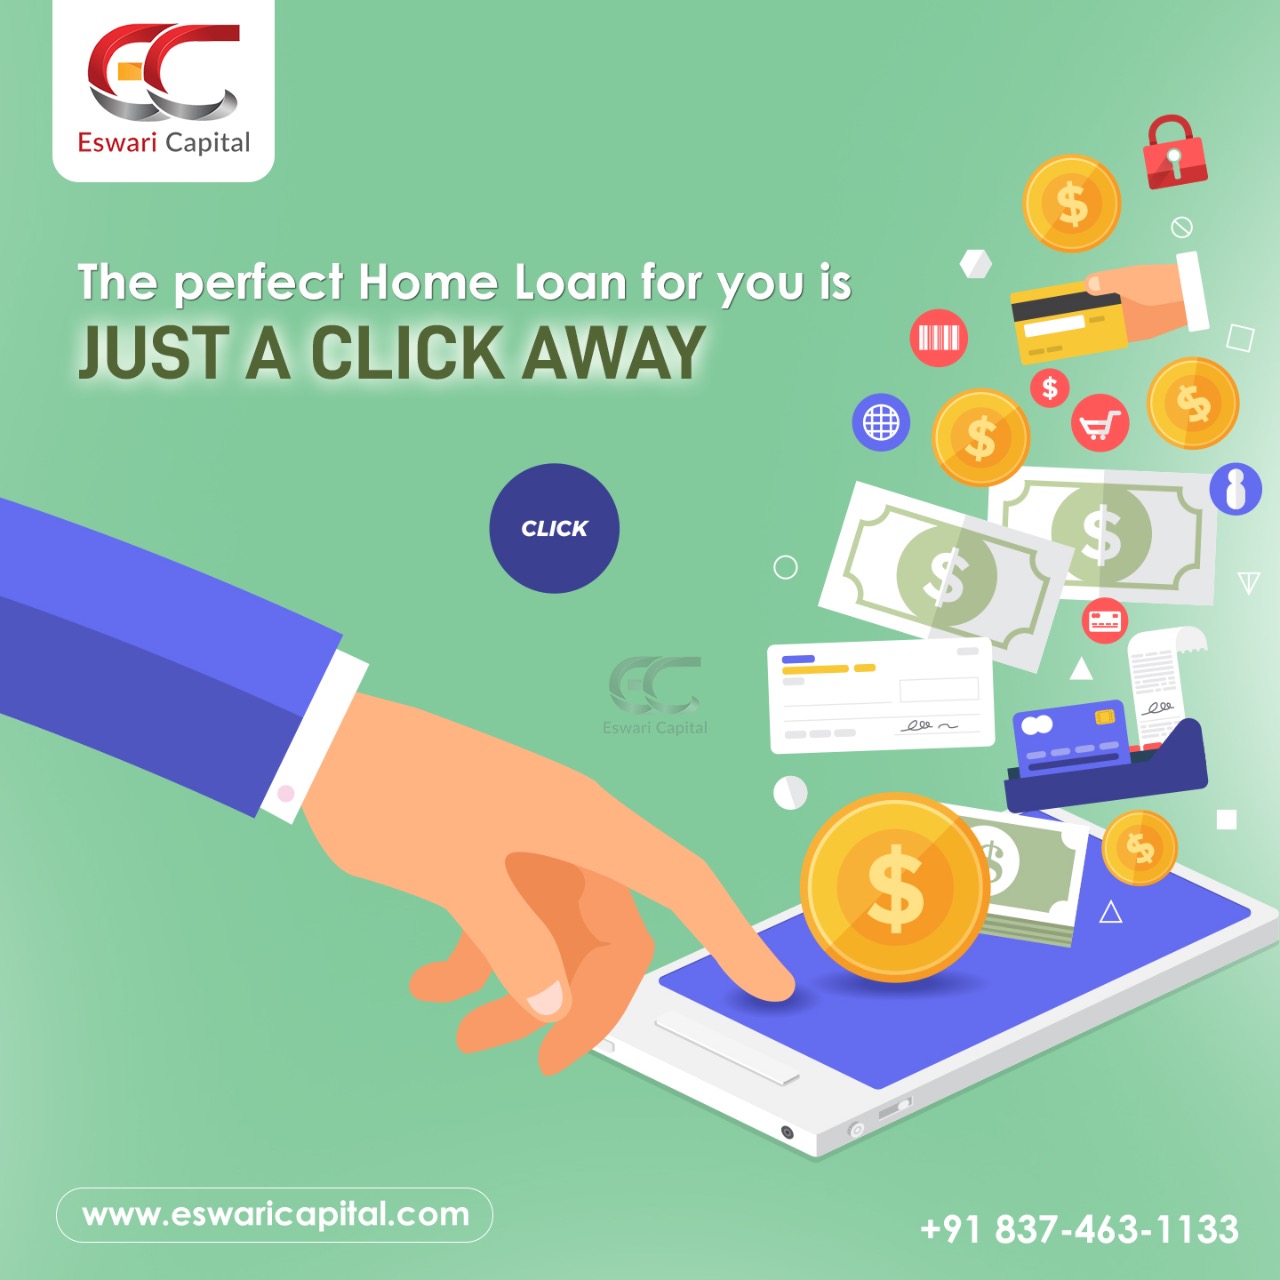 Eswari Capital
The perfect Home Loan for you is
JUST A CLICK AWAY
CLICK
Eswari Capital
www.eswaricapital.com
+91 837-463-1133